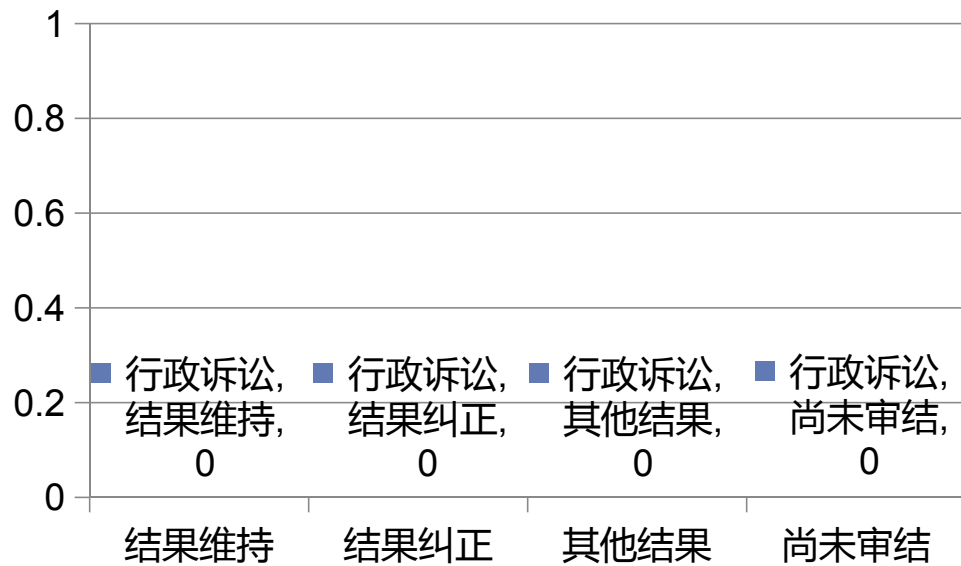 1
0.8
0.6
0.4
0.2
0
行政诉讼,
结果维持,
0
行政诉讼,
结果纠正,
0
行政诉讼,
其他结果,
0
行政诉讼,
尚未审结,
0
结果维持
结果纠正
其他结果
尚未审结